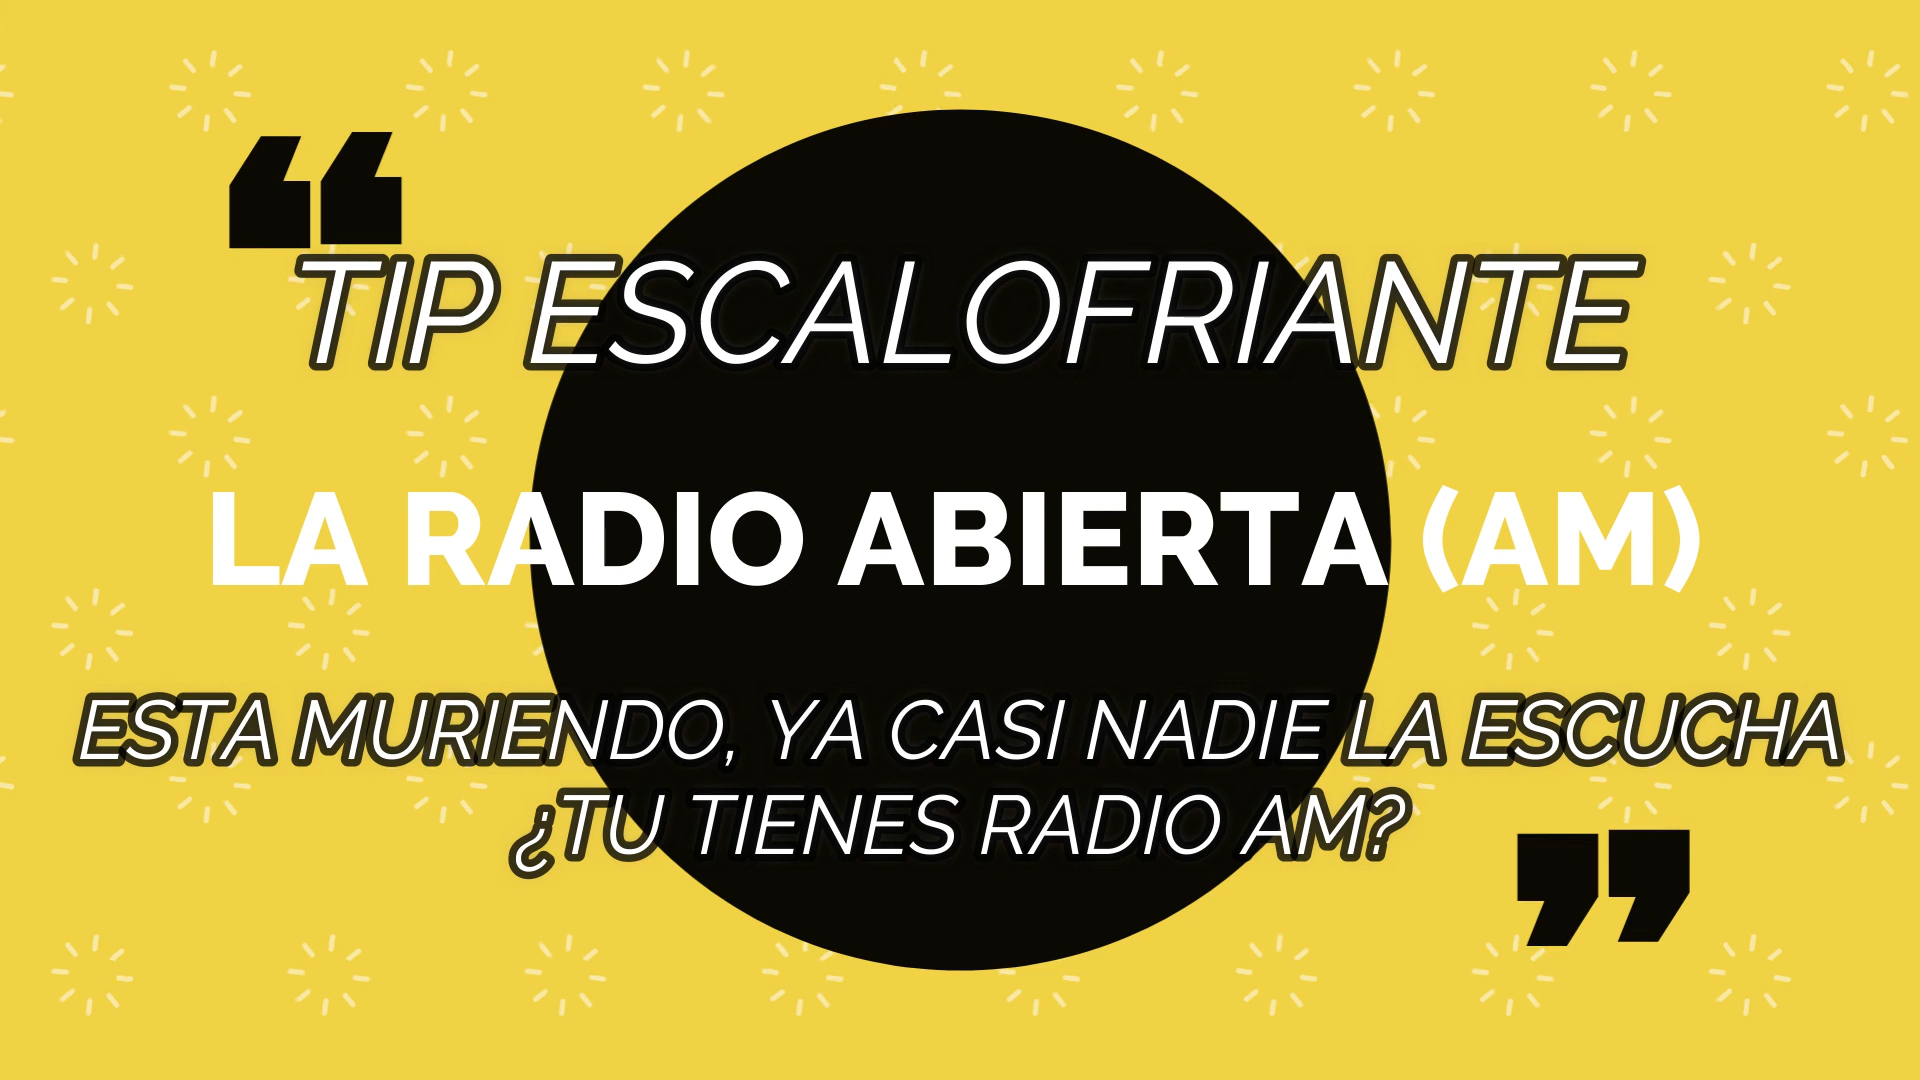 “
TIP ESCALOFRIANTE
LA RADIO ABIERTA (AM)
ESTA MURIENDO, YA CASI NADIE LA ESCUCHA
¿TU TIENES RADIO AM?
”